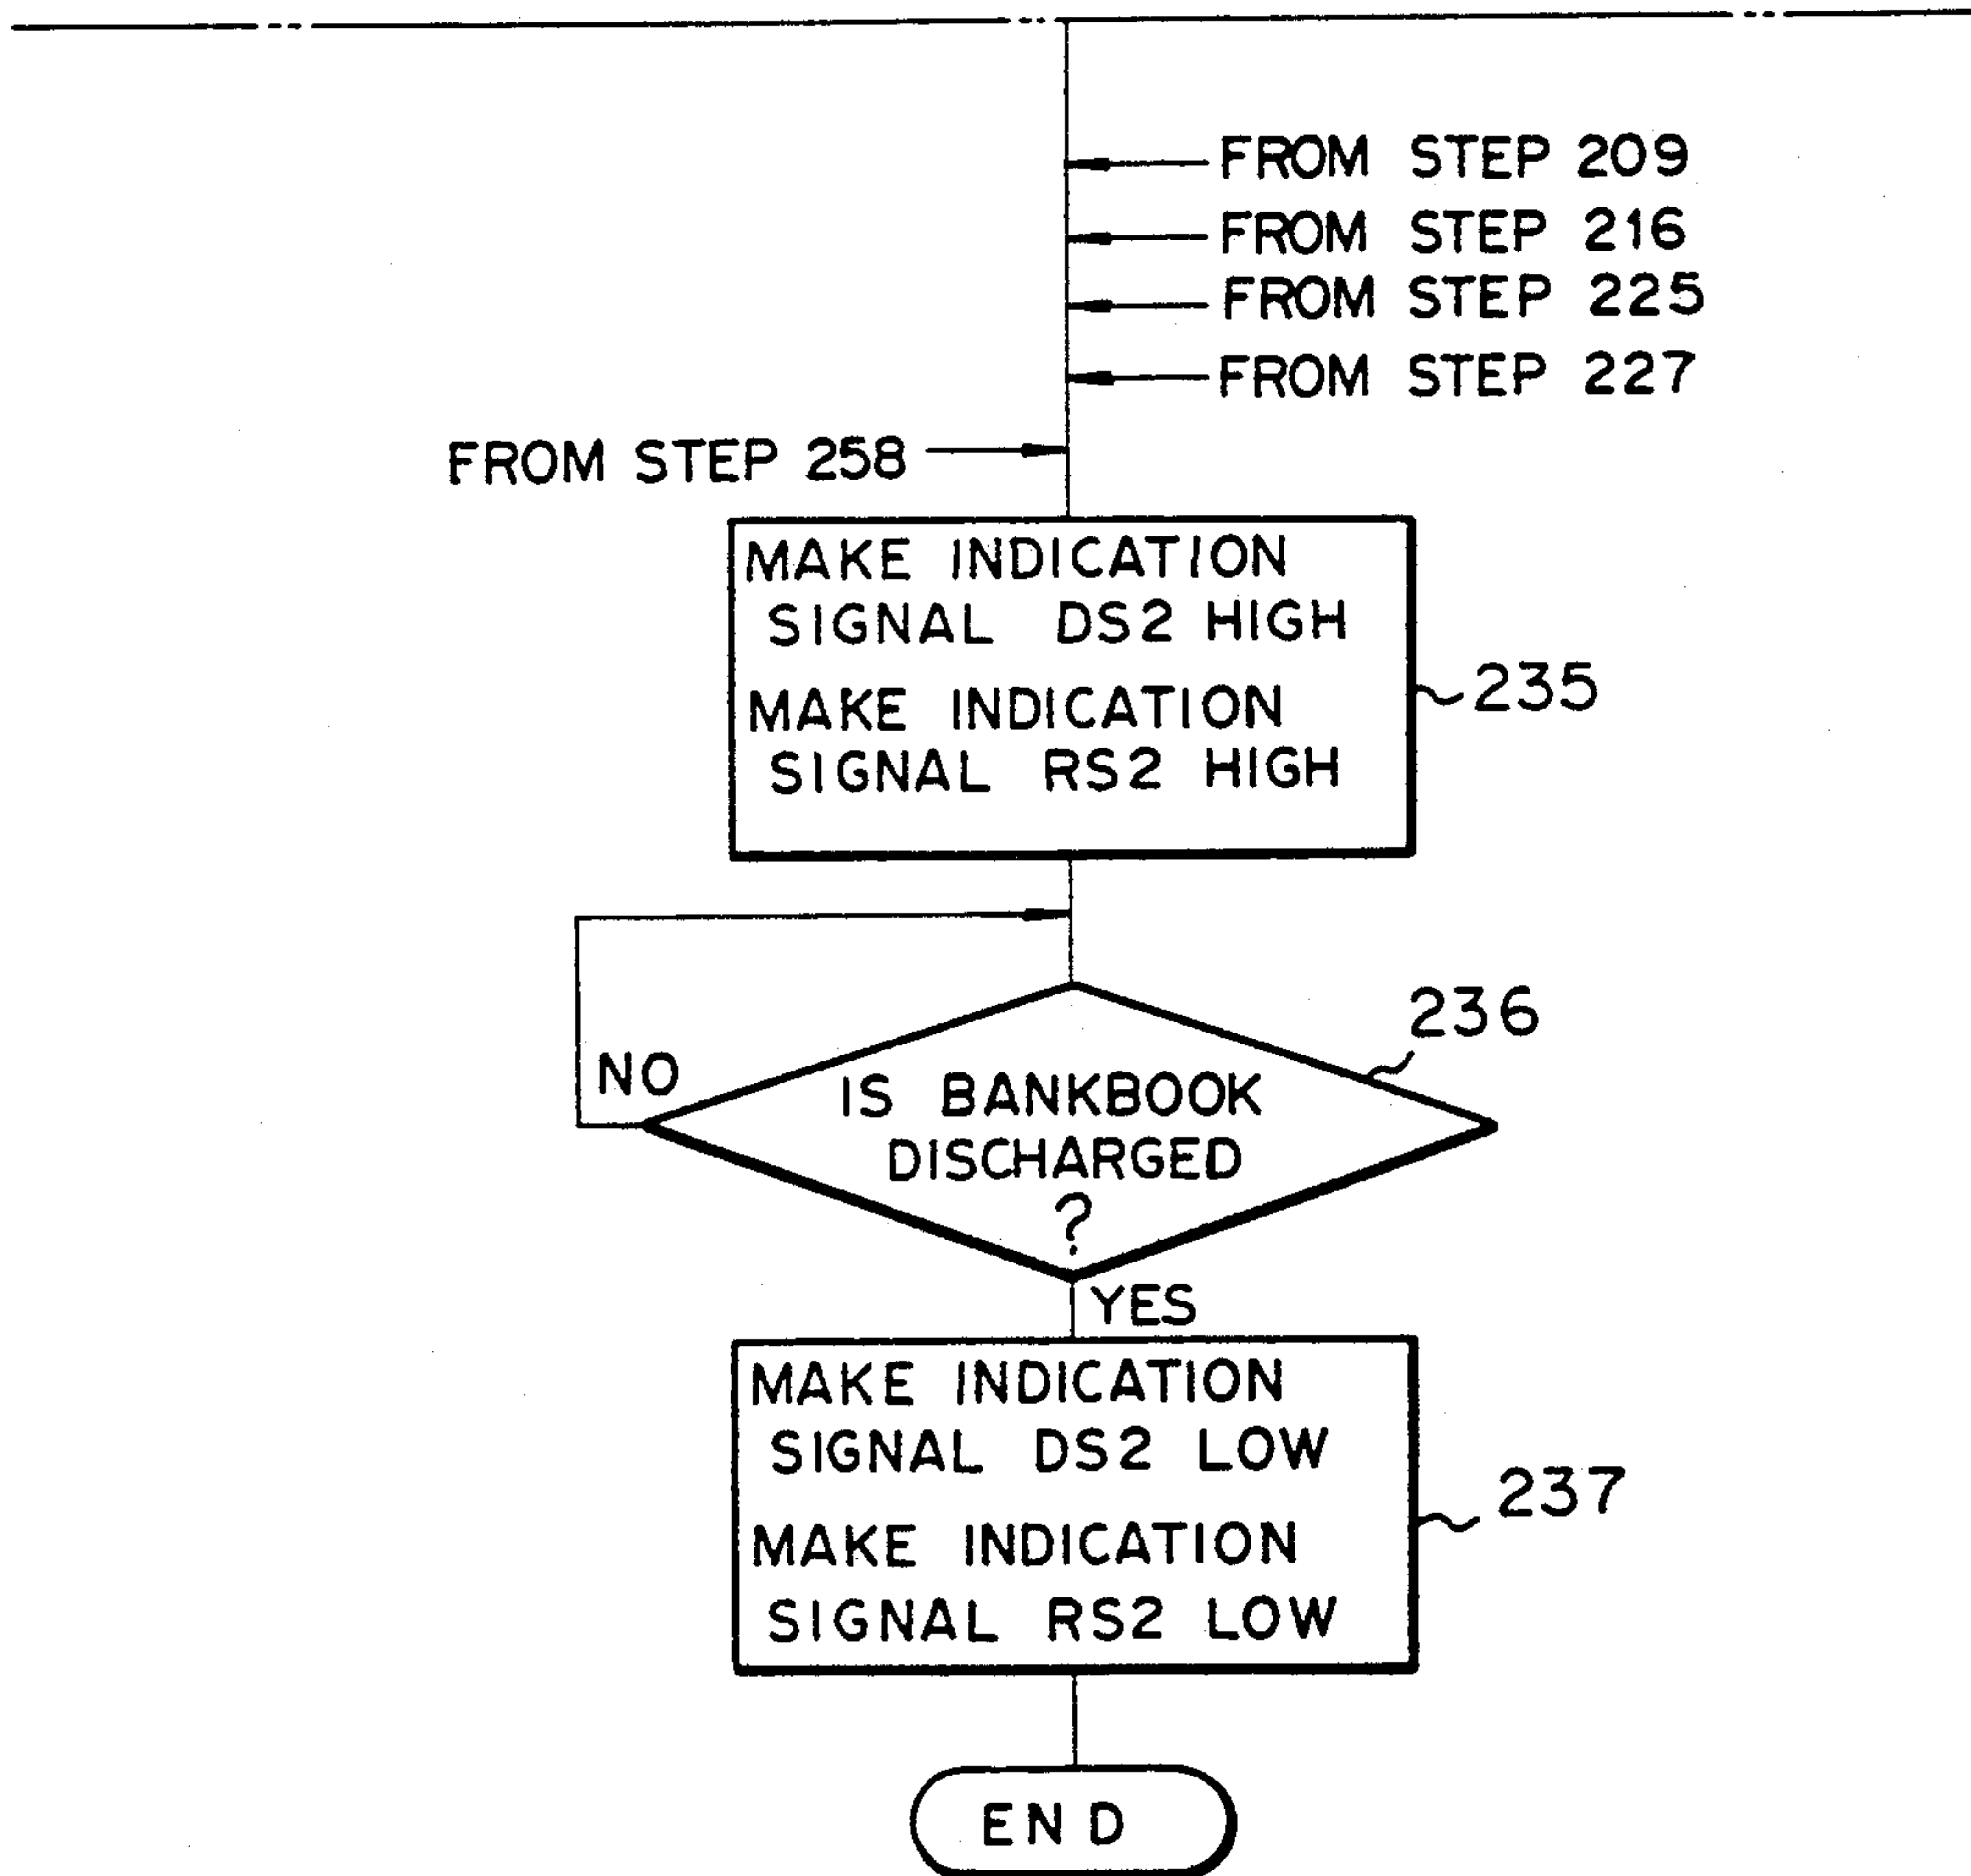 FROM STEP 209
FROM STEP 216
FROM STEP 225
FROM STEP 227
FROM STEP 258
MAKE INDICATION
SIGNAL DS2 HIGH
MAKE INDICATION
SIGNAL RS2 HIGH
235
236
NO
IS BANKBOOK
DISCHARGED
?
YES
MAKE INDICATION
SIGNAL DS2 LOW
MAKE INDICATION
SIGNAL RS2 LOW
237
END